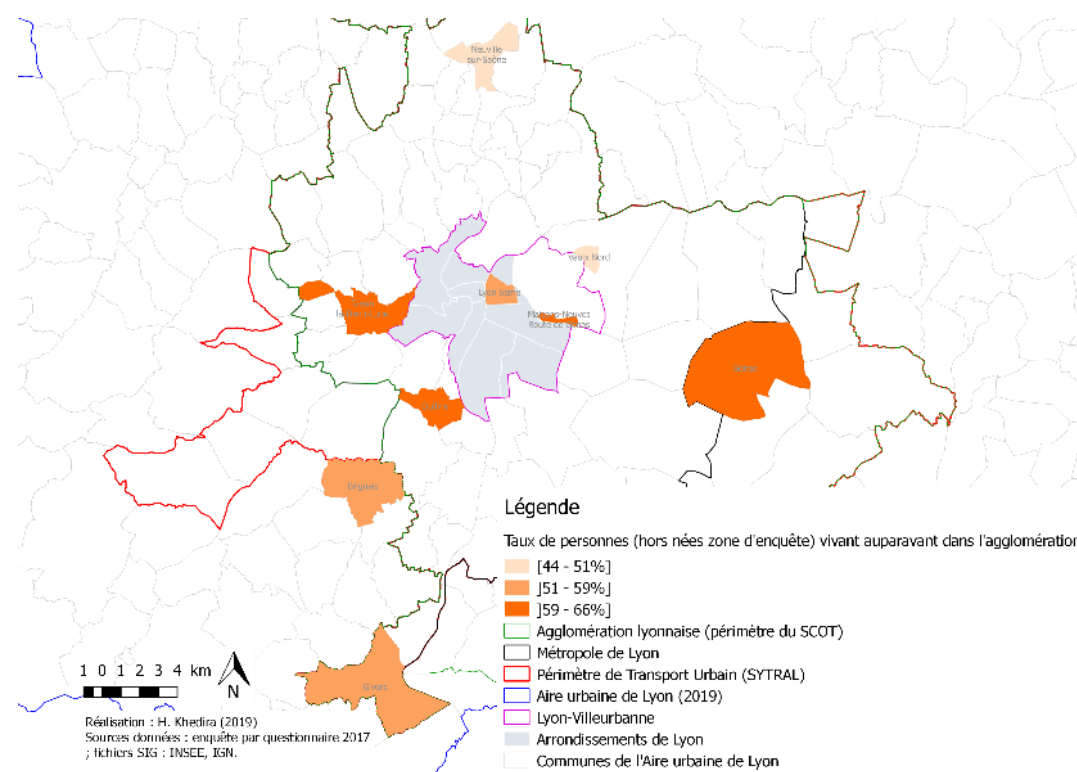 Neuville
sur-Saône
Vaulx Nord
Lyon 6ème
Maisons-Neuves
Route de
Brignais
Givors
Légende
Taux de personnes (hors nées zone d'enquête) vivant auparavant dans l'agglomération
[44 - 51%]
]51 - 59%]
]59 - 66%]
Agglomération lyonnaise (périmètre du SCOT)
Métropole de Lyon
Périmètre de Transport Urbain (SYTRAL)
Aire urbaine de Lyon (2019)
Lyon-Villeurbanne
Arrondissements de Lyon
Communes de l'Aire urbaine de Lyon
1 0 1 2 3 4 km
N
Réalisation : H. Khedira (2019)
Sources données : enquête par questionnaire 2017
; fichiers SIG : INSEE, IGN.